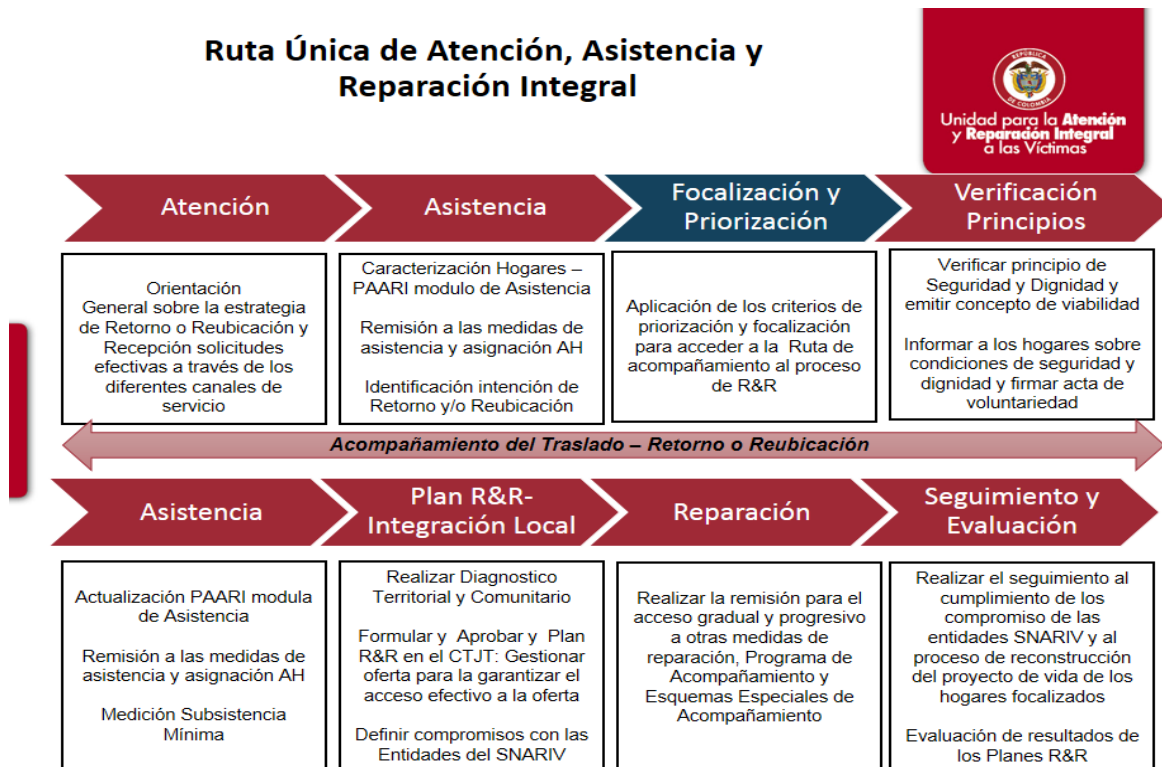 Ruta Única de Atención, Asistencia y
Reparación Integral
REPÚBLICA
DE COLOMBIA
Unidad para la Atención
y Reparación Integral
a las Víctimas
Atención
Asistencia
Focalización y
Priorización
Verificación
Principios
Orientación
General sobre la estrategia
de Retorno o Reubicación y
Recepción solicitudes
efectivas a través de los
diferentes canales de
servicio
Caracterización Hogares –
PAARI modulo de Asistencia
Remisión a las medidas de
asistencia y asignación AH
Identificación intención de
Retorno y/o Reubicación
Aplicación de los criterios de
priorización y focalización
para acceder a la Ruta de
acompañamiento al proceso
de R&R
Verificar principio de
Seguridad y Dignidad y
emitir concepto de viabilidad
Informar a los hogares sobre
condiciones de seguridad y
dignidad y firmar acta de
voluntariedad
Acompañamiento del Traslado – Retorno o Reubicación
Asistencia
Plan R&R-
Integración Local
Reparación
Seguimiento y
Evaluación
Actualización PAARI modula
de Asistencia
Remisión a las medidas de
asistencia y asignación AH
Medición Subsistencia
Mínima
Realizar Diagnostico
Territorial y Comunitario
Formular y Aprobar y Plan
R&R en el CTJT: Gestionar
oferta para la garantizar el
acceso efectivo a la oferta
Definir compromisos con las
Entidades del SNARIV
Realizar la remisión para el
acceso gradual y progresivo
a otras medidas de
reparación, Programa de
Acompañamiento y
Esquemas Especiales de
Acompañamiento
Realizar el seguimiento al
cumplimiento de los
compromiso de las
entidades SNARIV y al
proceso de reconstrucción
del proyecto de vida de los
hogares focalizados
Evaluación de resultados de
los Planes R&R